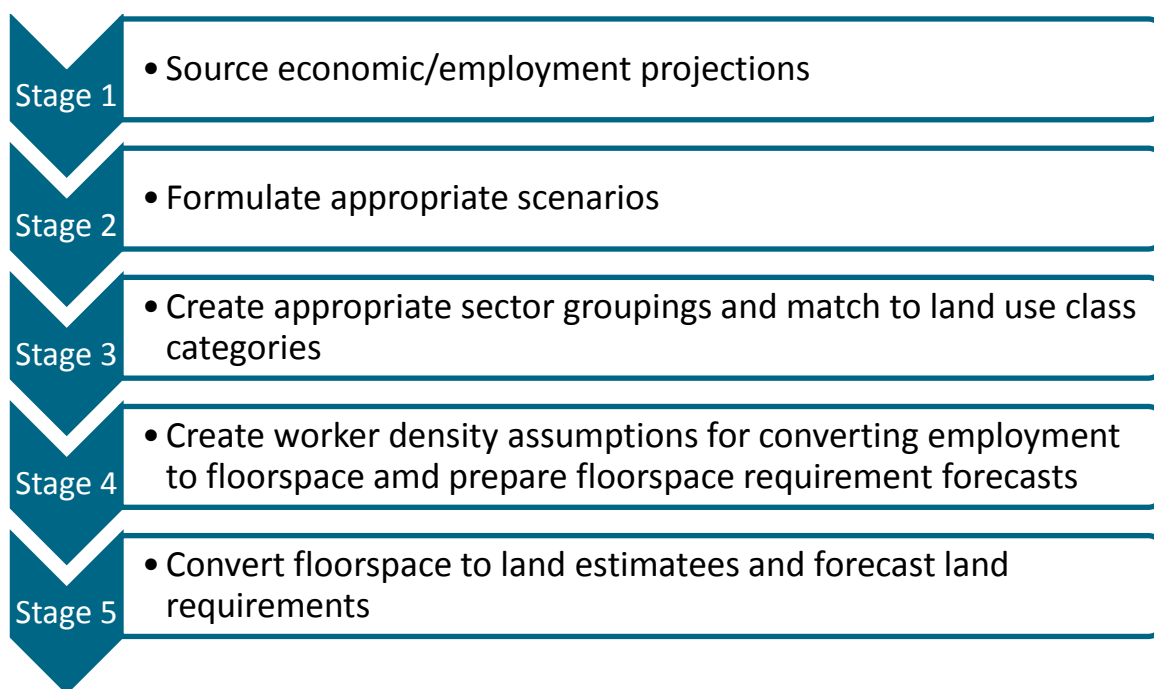 Stage 1
• Source economic/employment projections
Stage 2
• Formulate appropriate scenarios
Stage 3
• Create appropriate sector groupings and match to land use class
categories
Stage 4
• Create worker density assumptions for converting employment
to floorspace amd prepare floorspace requirement forecasts
Stage 5
• Convert floorspace to land estimatees and forecast land
requirements